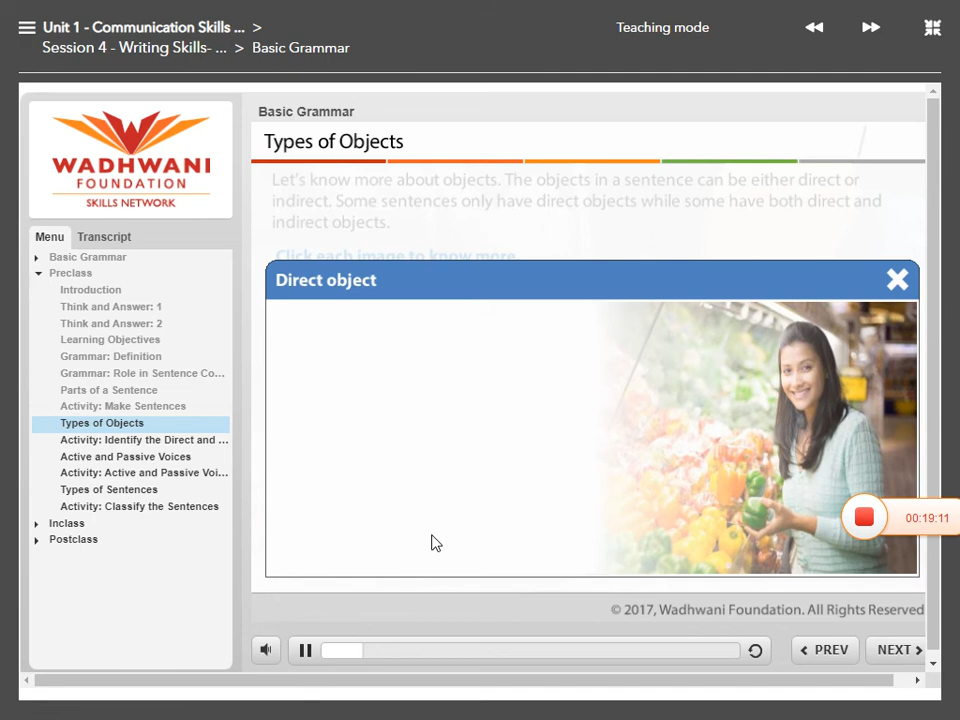 Unit 1 - Communication Skills ... >
Session 4 - Writing Skills- ... > Basic Grammar
Teaching mode
WADHWANI
FOUNDATION
SKILLS NETWORK
Menu Transcript
Basic Grammar
Preclass
Introduction
Think and Answer: 1
Think and Answer: 2
Learning Objectives
Grammar: Definition
Grammar: Role in Sentence Co...
Parts of a Sentence
Activity: Make Sentences
Types of Objects
Activity: Identify the Direct and ...
Active and Passive Voices
Activity: Active and Passive Voi...
Types of Sentences
Activity: Classify the Sentences
Inclass
Postclass
Basic Grammar
Types of Objects
Let's know more about objects. The objects in a sentence can be either direct or
indirect. Some sentences only have direct objects while some have both direct and
indirect objects.
Click each image to know more.
Direct object
00:19:11
© 2017, Wadhwani Foundation. All Rights Reserved
PREV
NEXT